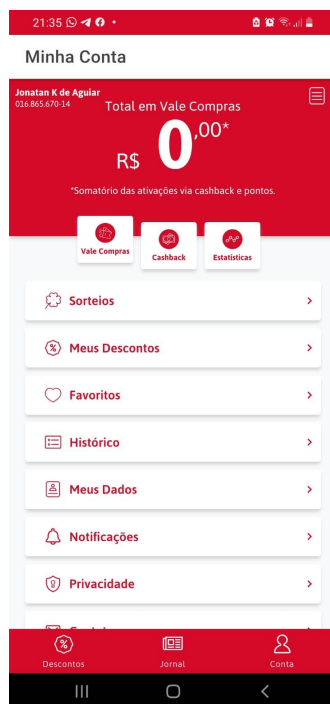 21:35
Minha Conta
Jonatan K de Aguiar
016.865.670-14
Total em Vale Compras
R$ 0,00*
*Somatório das ativações via cashback e pontos.
Vale Compras
Cashback
Estatísticas
Sorteios
Meus Descontos
Favoritos
Histórico
Meus Dados
Notificações
Privacidade
Descontos
Jornal
Conta